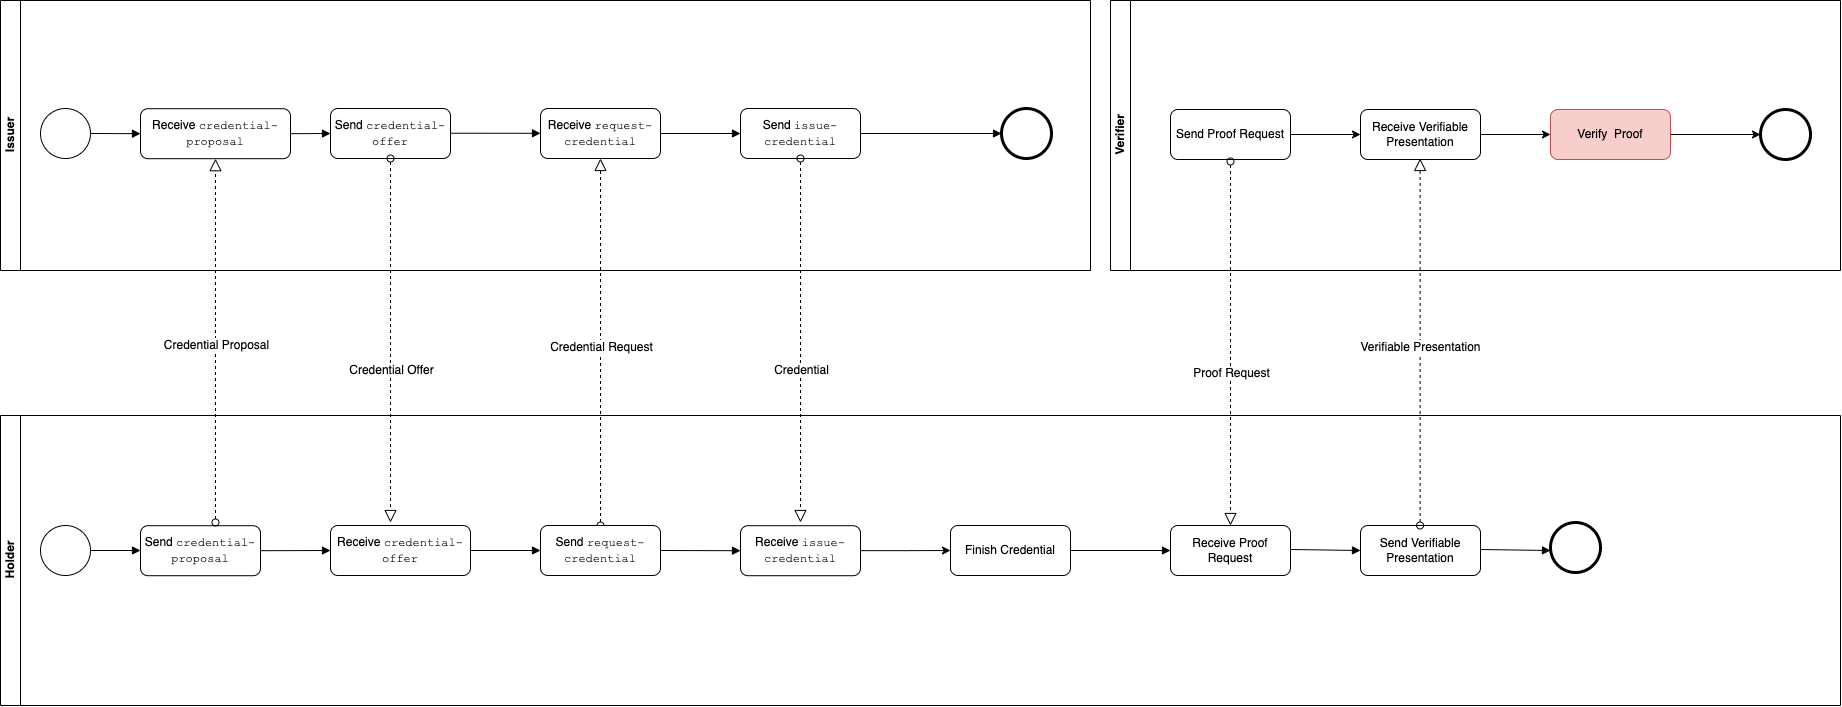 Issuer
Receive credential-
proposal
Send credential-
offer
Receive request-
credential
Send issue-
credential
Verifier
Send Proof Request
Receive Verifiable
Presentation
Verify Proof
Credential Proposal
Credential Offer
Credential Request
Credential
Proof Request
Verifiable Presentation
Holder
Send credential-
proposal
Receive credential-
offer
Send request-
credential
Receive issue-
credential
Finish Credential
Receive Proof
Request
Send Verifiable
Presentation